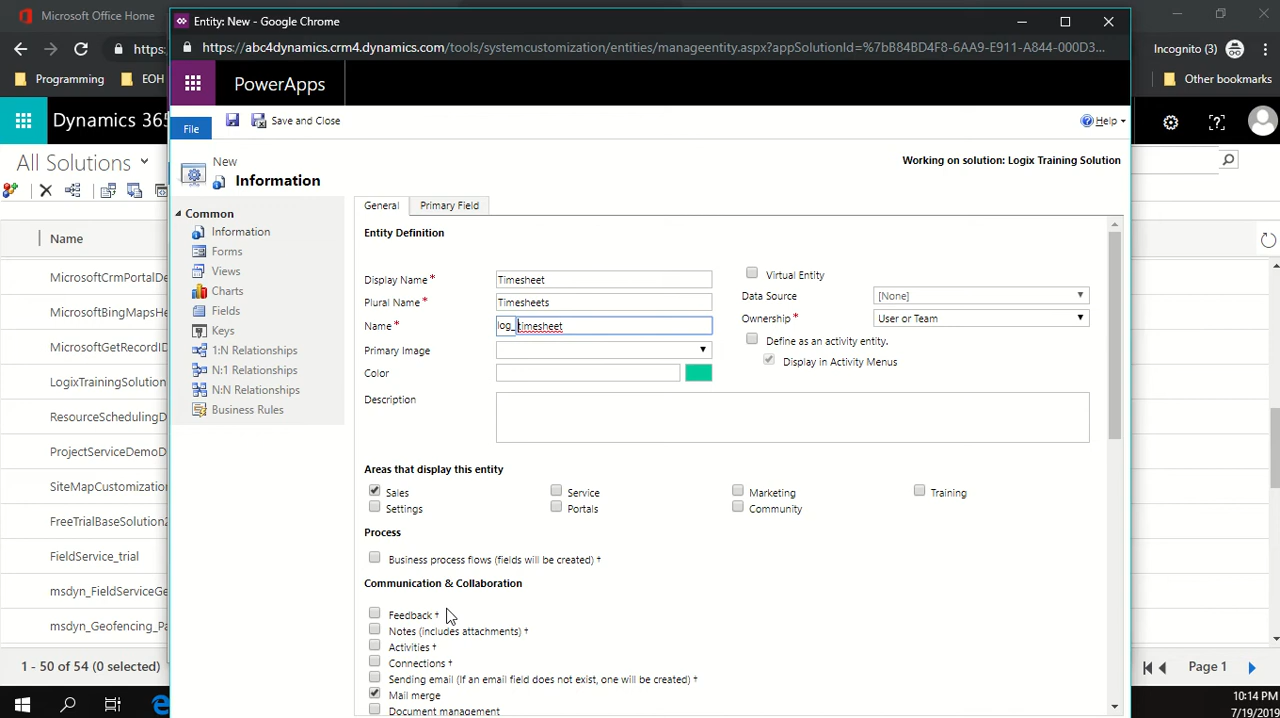 Microsoft Office Home
Entity: New - Google Chrome
https:
https://abc4dynamics.crm4.dynamics.com/tools/systemcustomization/entities/manageentity.aspx?appSolutionId=%7bB84BD4F8-6AA9-E911-A844-000D3...
Incognito (3)
Programming
EOH
Other bookmarks
PowerApps
Dynamics 365
File
Save and Close
Help
All Solutions
New
Information
Working on solution: Logix Training Solution
Common
Information
Forms
Views
Charts
Fields
Keys
1:N Relationships
N:1 Relationships
N:N Relationships
Business Rules
General
Primary Field
Entity Definition
Display Name *
Timesheet
Plural Name *
Timesheets
Name *
log_
timesheet
Primary Image
Color
Description
Virtual Entity
Data Source
[None]
Ownership *
User or Team
Define as an activity entity.
Display in Activity Menus
Areas that display this entity
Sales
Service
Marketing
Training
Settings
Portals
Community
Process
Business process flows (fields will be created) †
Communication & Collaboration
Feedback †
Notes (includes attachments) †
Activities †
Connections †
Sending email (If an email field does not exist, one will be created) †
Mail merge
Document management
Name
MicrosoftCrmPortalDe
MicrosoftBingMapsHe
MicrosoftGetRecordID
LogixTrainingSolution
ResourceSchedulingD
ProjectServiceDemoD
SiteMapCustomization
FreeTrialBaseSolution2
FieldService_trial
msdyn_FieldServiceGe
msdyn_Geofencing_Pa
1 - 50 of 54 (0 selected)
Page 1
10:14 PM
7/19/2019